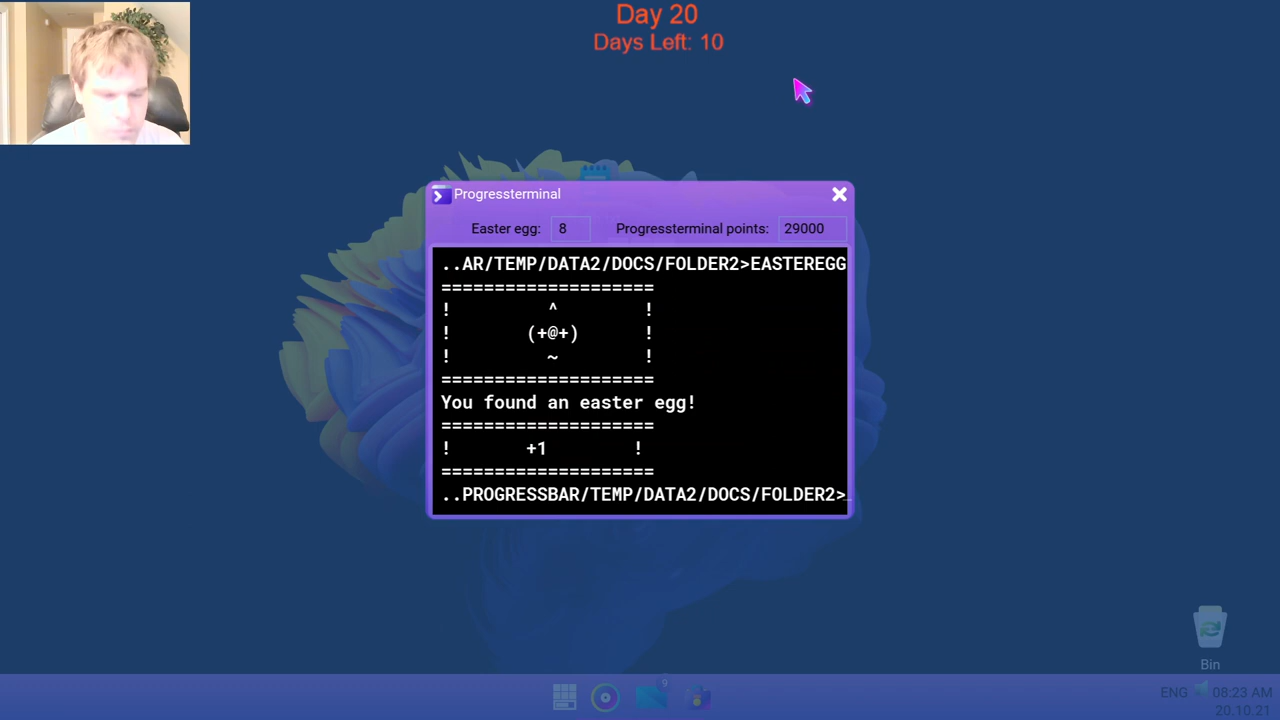 Day 20
Days Left: 10
Progressterminal
Easter egg: 8 Progressterminal points: 29000
..AR/TEMP/DATA2/DOCS/FOLDER2>EASTEREGG
====================
! ^ !
! (+@+) !
! ~ !
====================
You found an easter egg!
====================
! +1 !
====================
..PROGRESSBAR/TEMP/DATA2/DOCS/FOLDER2>_
Bin
9
ENG 08:23 AM
20.10.21